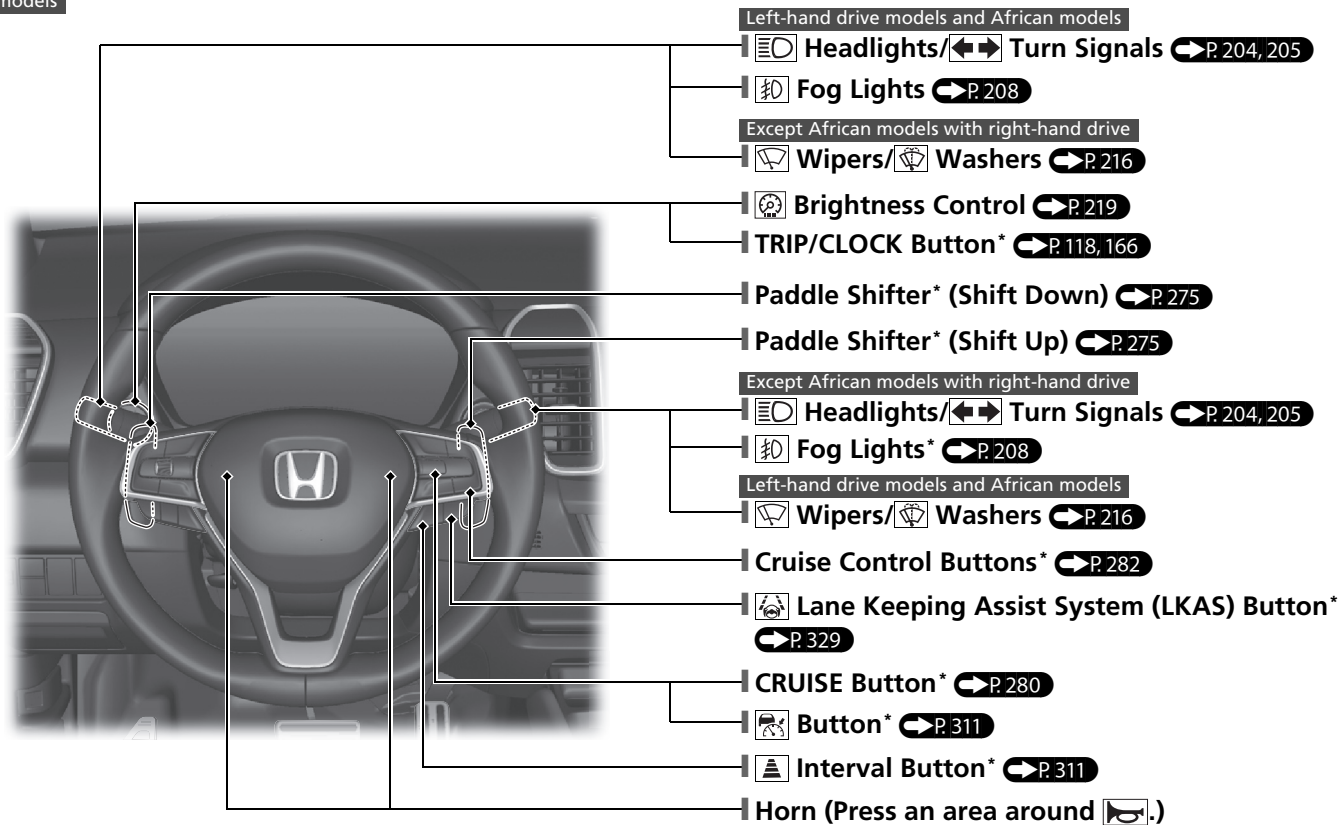 models
Left-hand drive models and African models
Headlights/ Turn Signals P. 204, 205
Fog Lights P. 208
Except African models with right-hand drive
Wipers/ Washers P. 216
Brightness Control P. 219
TRIP/CLOCK Button* P. 118, 166
Paddle Shifter* (Shift Down) P. 275
Paddle Shifter* (Shift Up) P. 275
Except African models with right-hand drive
Headlights/ Turn Signals P. 204, 205
Fog Lights* P. 208
Left-hand drive models and African models
Wipers/ Washers P. 216
Cruise Control Buttons* P. 282
Lane Keeping Assist System (LKAS) Button*
P. 329
CRUISE Button* P. 280
Button* P. 311
Interval Button* P. 311
Horn (Press an area around .)